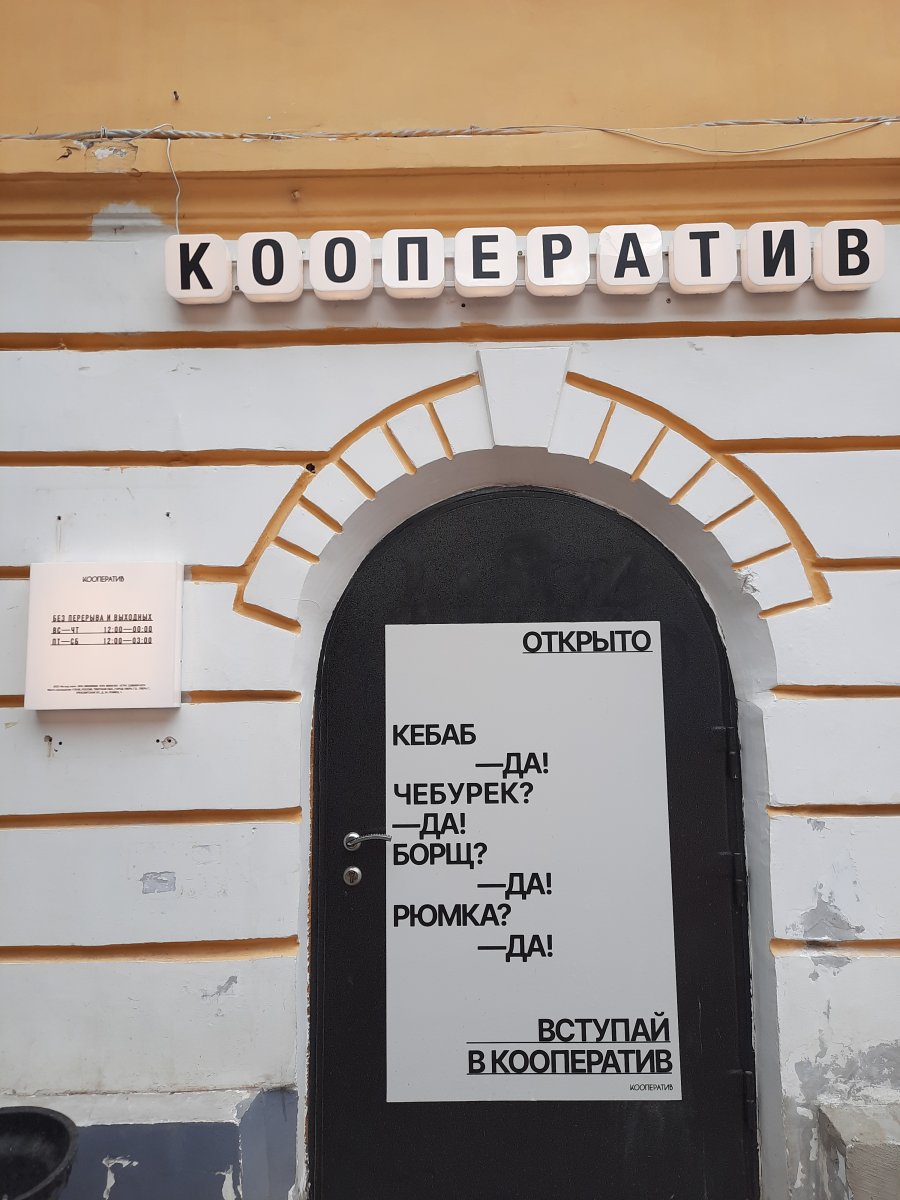 КООПЕРАТИВ
КООПЕРАТИВ
БЕЗ ПЕРЕРЫВА И ВЫХОДНЫХ
ВС—ЧТ 12:00—00:00
ПТ—СБ 12:00—03:00
ОТКРЫТО
КЕБАБ
—ДА!
ЧЕБУРЕК?
—ДА!
БОРЩ?
—ДА!
РЮМКА?
—ДА!
ВСТУПАЙ
В КООПЕРАТИВ
КООПЕРАТИВ